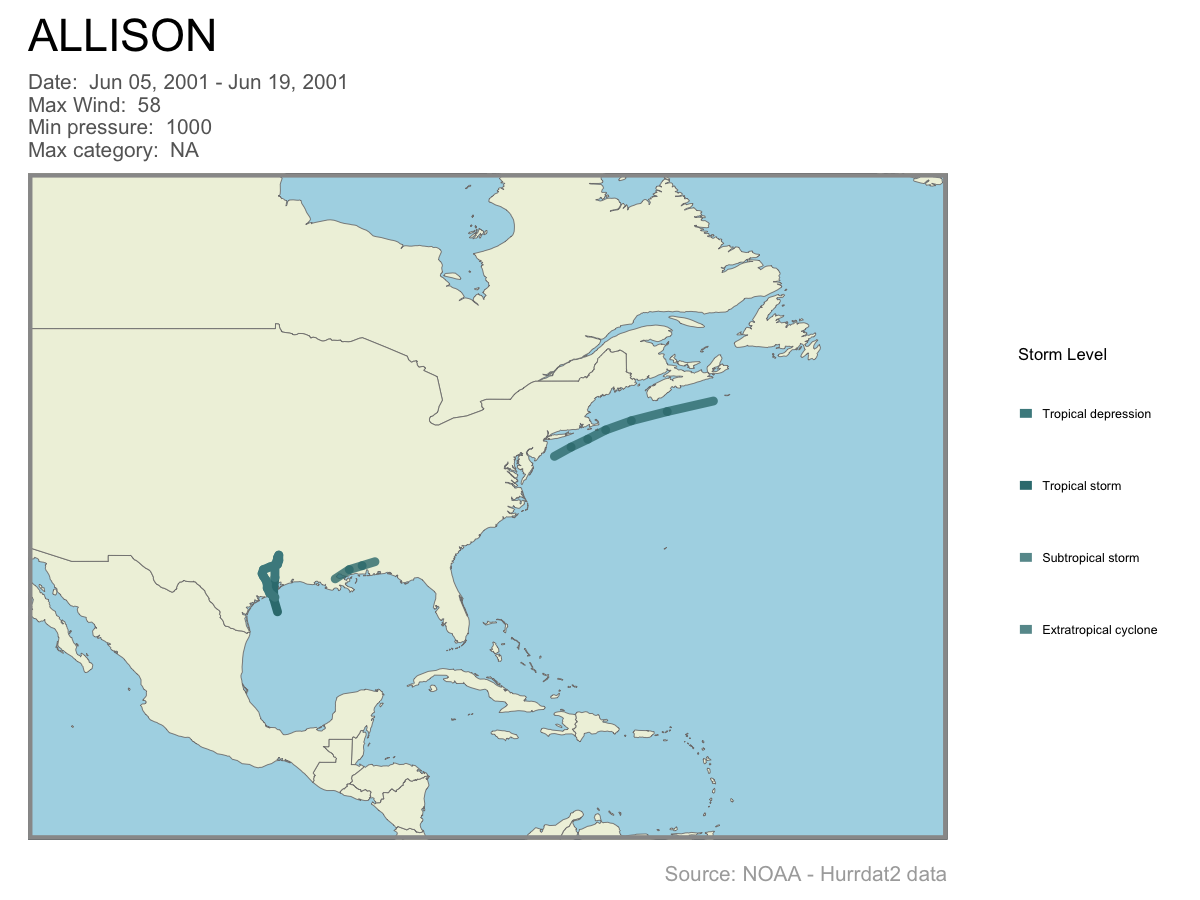 ALLISON
Date:  Jun 05, 2001 - Jun 19, 2001
Max Wind:  58
Min pressure:  1000
Max category:  NA
Storm Level
Tropical depression
Tropical storm
Subtropical storm
Extratropical cyclone
Source: NOAA - Hurrdat2 data